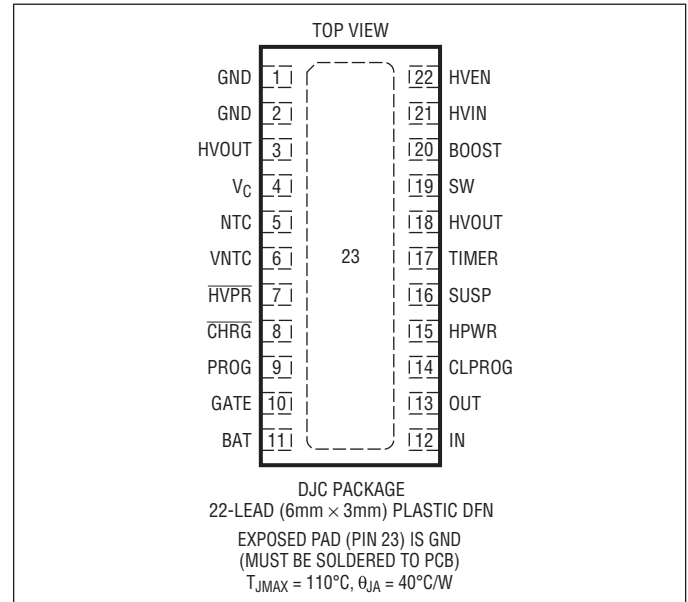 TOP VIEW
GND 1 22 HVEN
GND 2 21 HVIN
HVOUT 3 20 BOOST
VC 4 19 SW
NTC 5 18 HVOUT
VNTC 6 23 17 TIMER
HVPR 7 16 SUSP
CHRG 8 15 HPWR
PROG 9 14 CLPROG
GATE 10 13 OUT
BAT 11 12 IN
DJC PACKAGE
22-LEAD (6mm × 3mm) PLASTIC DFN
EXPOSED PAD (PIN 23) IS GND
(MUST BE SOLDERED TO PCB)
TJMAX = 110°C, θJA = 40°C/W